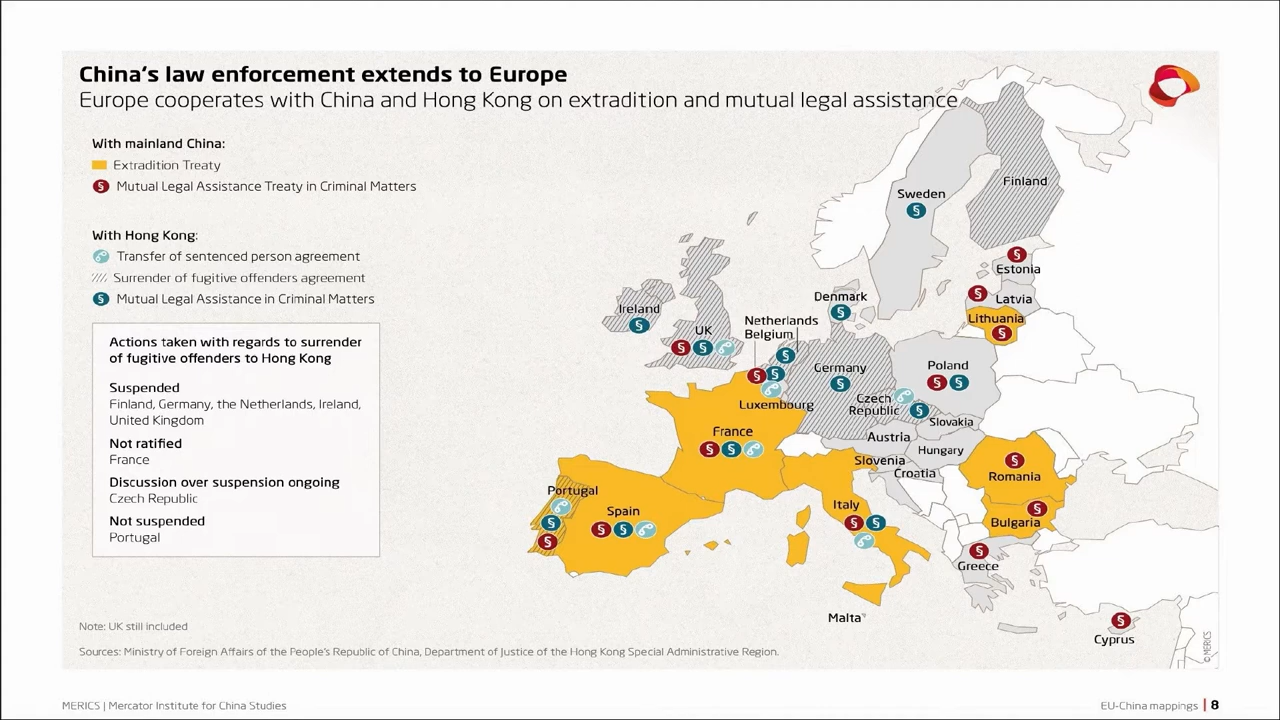 China's law enforcement extends to Europe
Europe cooperates with China and Hong Kong on extradition and mutual legal assistance
With mainland China:
Extradition Treaty
§ Mutual Legal Assistance Treaty in Criminal Matters
With Hong Kong:
Transfer of sentenced person agreement
Surrender of fugitive offenders agreement
§ Mutual Legal Assistance in Criminal Matters
Actions taken with regards to surrender
of fugitive offenders to Hong Kong
Suspended
Finland, Germany, the Netherlands, Ireland,
United Kingdom
Not ratified
France
Discussion over suspension ongoing
Czech Republic
Not suspended
Portugal
Sweden
§
Finland
§
Estonia
§
Latvia
Lithuania
§
Denmark
§
Ireland
§
UK
§ §
Netherlands
Belgium
§
§ §
Luxembourg
Germany
§
Poland
§ §
Czech
Republic
§
Slovakia
Austria
Hungary
Slovenia
Croatia
France
§ §
Romania
§
Bulgaria
§
Portugal
§
§
Spain
§ §
Italy
§ §
Greece
§
Malta
Cyprus
§
Note: UK still included
Sources: Ministry of Foreign Affairs of the People's Republic of China, Department of Justice of the Hong Kong Special Administrative Region.
© MERICS
MERICS | Mercator Institute for China Studies
EU-China mappings | 8